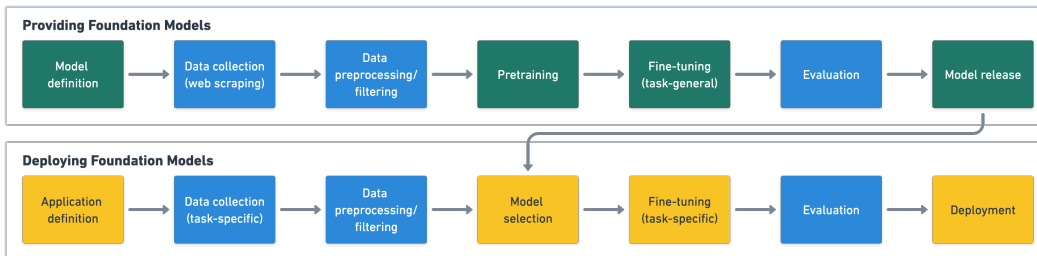 Providing Foundation Models
Model
definition
Data collection
(web scraping)
Data
preprocessing/
filtering
Pretraining
Fine-tuning
(task-general)
Evaluation
Model release
Deploying Foundation Models
Application
definition
Data collection
(task-specific)
Data
preprocessing/
filtering
Model
selection
Fine-tuning
(task-specific)
Evaluation
Deployment